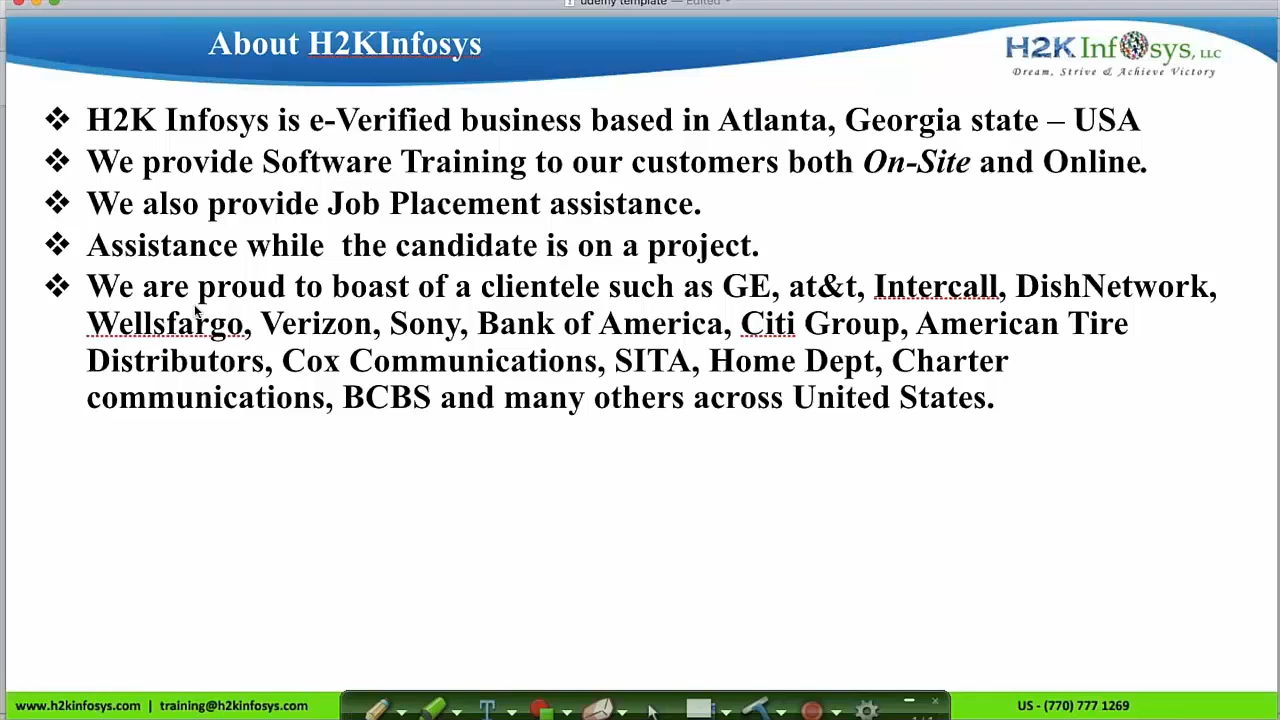 udemy template — Edited
About H2KInfosys
H2K Infosys, LLC
Dream, Strive & Achieve Victory
❖ H2K Infosys is e-Verified business based in Atlanta, Georgia state – USA
❖ We provide Software Training to our customers both On-Site and Online.
❖ We also provide Job Placement assistance.
❖ Assistance while  the candidate is on a project.
❖ We are proud to boast of a clientele such as GE, at&t, Intercall, DishNetwork,
Wellsfargo, Verizon, Sony, Bank of America, Citi Group, American Tire
Distributors, Cox Communications, SITA, Home Dept, Charter
communications, BCBS and many others across United States.
www.h2kinfosys.com | training@h2kinfosys.com
US - (770) 777 1269